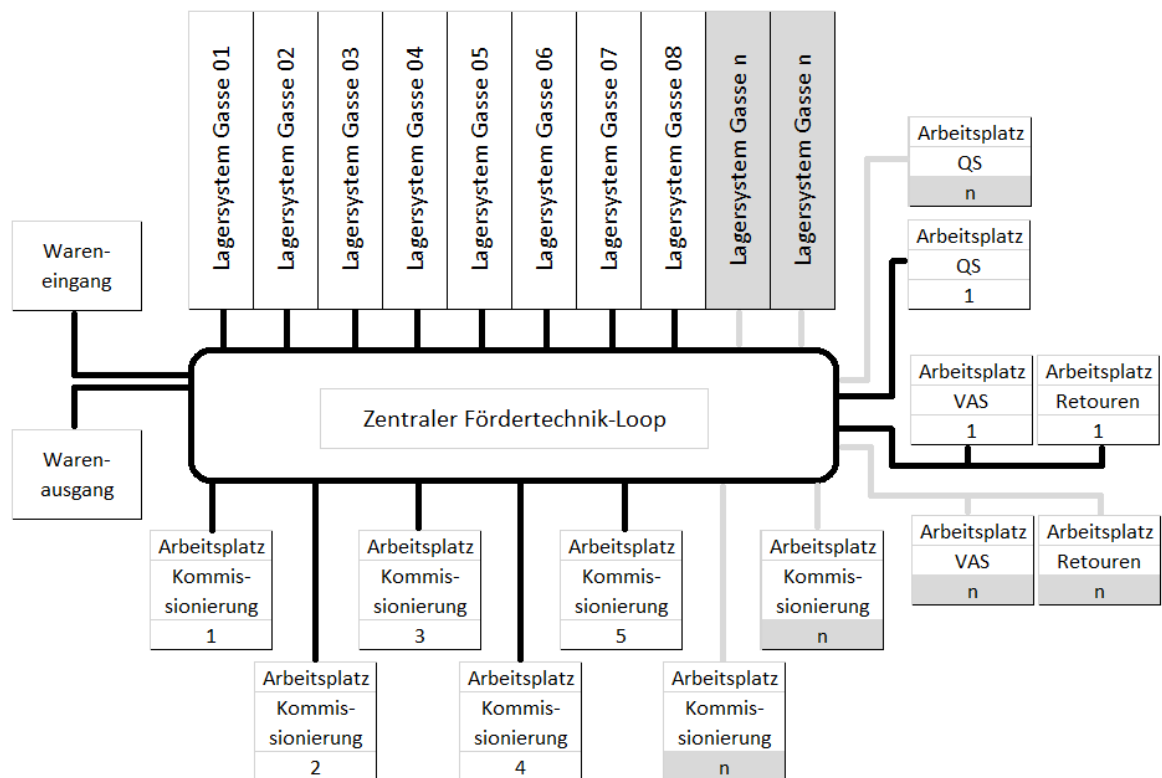 Lagersystem Gasse 01
Lagersystem Gasse 02
Lagersystem Gasse 03
Lagersystem Gasse 04
Lagersystem Gasse 05
Lagersystem Gasse 06
Lagersystem Gasse 07
Lagersystem Gasse 08
Lagersystem Gasse n
Lagersystem Gasse n
Arbeitsplatz
QS
n
Arbeitsplatz
QS
1
Waren-
eingang
Zentraler Fördertechnik-Loop
Arbeitsplatz
VAS
1
Arbeitsplatz
Retouren
1
Waren-
ausgang
Arbeitsplatz
VAS
n
Arbeitsplatz
Retouren
n
Arbeitsplatz
Kommis-
sionierung
1
Arbeitsplatz
Kommis-
sionierung
2
Arbeitsplatz
Kommis-
sionierung
3
Arbeitsplatz
Kommis-
sionierung
4
Arbeitsplatz
Kommis-
sionierung
5
Arbeitsplatz
Kommis-
sionierung
n
Arbeitsplatz
Kommis-
sionierung
n